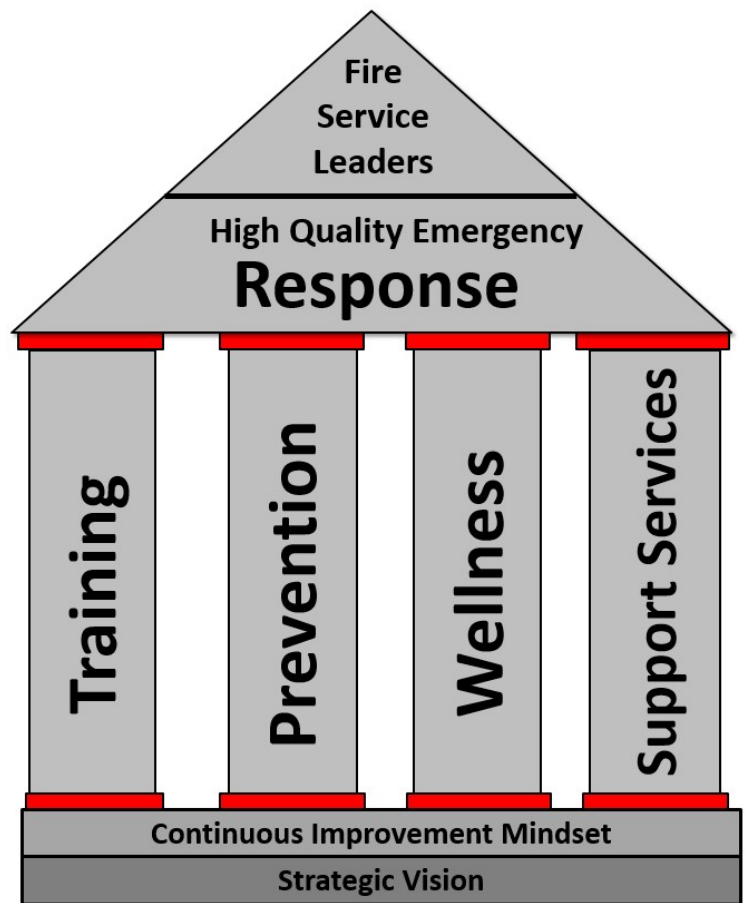 Fire
Service
Leaders
High Quality Emergency
Response
Training
Prevention
Wellness
Support Services
Continuous Improvement Mindset
Strategic Vision